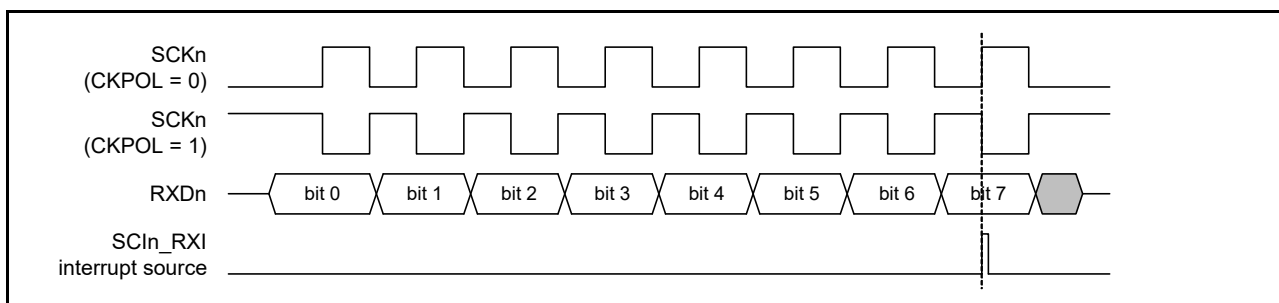 SCKn
(CKPOL = 0)
SCKn
(CKPOL = 1)
RXDn
bit 0 bit 1 bit 2 bit 3 bit 4 bit 5 bit 6 bit 7
SCIn_RXI
interrupt source